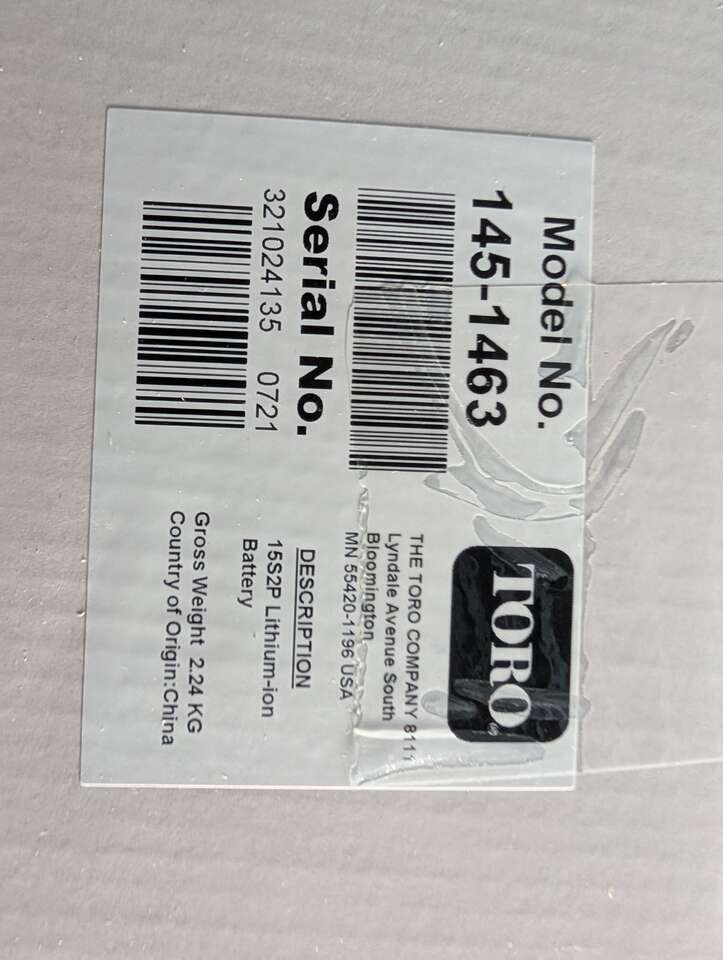 Model No.
145-1463
Serial No.
321024135 0721
TORO
THE TORO COMPANY 8111
Lyndale Avenue South
Bloomington
MN 55420-1196 USA
DESCRIPTION
15S2P Lithium-ion
Battery
Gross Weight 2.24 KG
Country of Origin:China